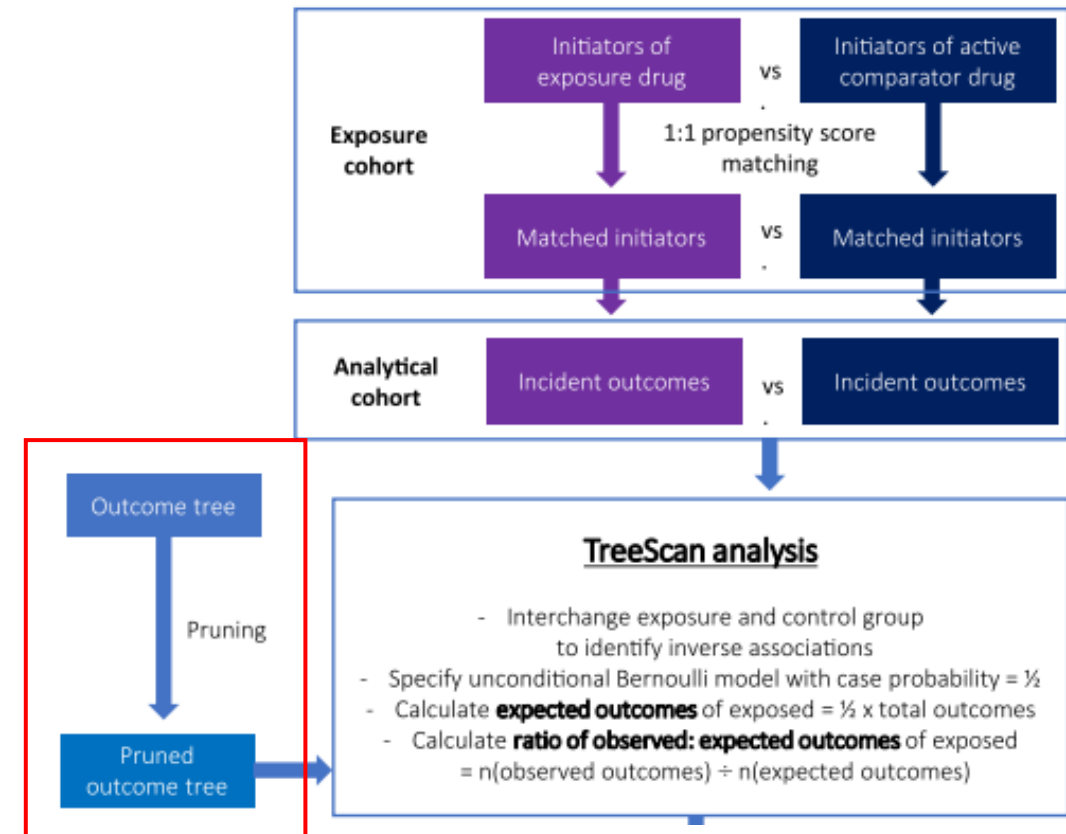 Initiators of
exposure drug
vs
.
Initiators of active
comparator drug
Exposure
cohort
1:1 propensity score
matching
Matched initiators
vs
.
Matched initiators
Analytical
cohort
Incident outcomes
vs
.
Incident outcomes
Outcome tree
Pruning
Pruned
outcome tree
TreeScan analysis
- Interchange exposure and control group
to identify inverse associations
- Specify unconditional Bernoulli model with case probability = ½
- Calculate expected outcomes of exposed = ½ x total outcomes
- Calculate ratio of observed: expected outcomes of exposed
= n(observed outcomes) ÷ n(expected outcomes)